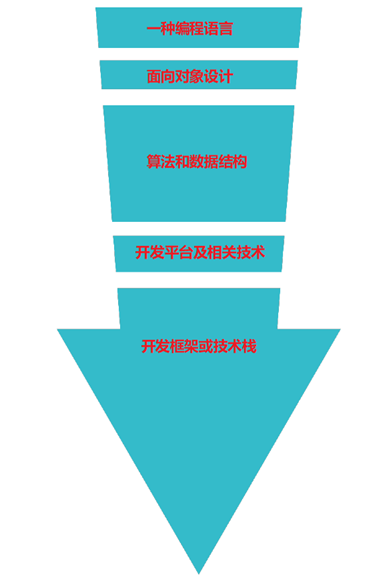 一种编程语言
面向对象设计
算法和数据结构
开发平台及相关技术
开发框架或技术栈